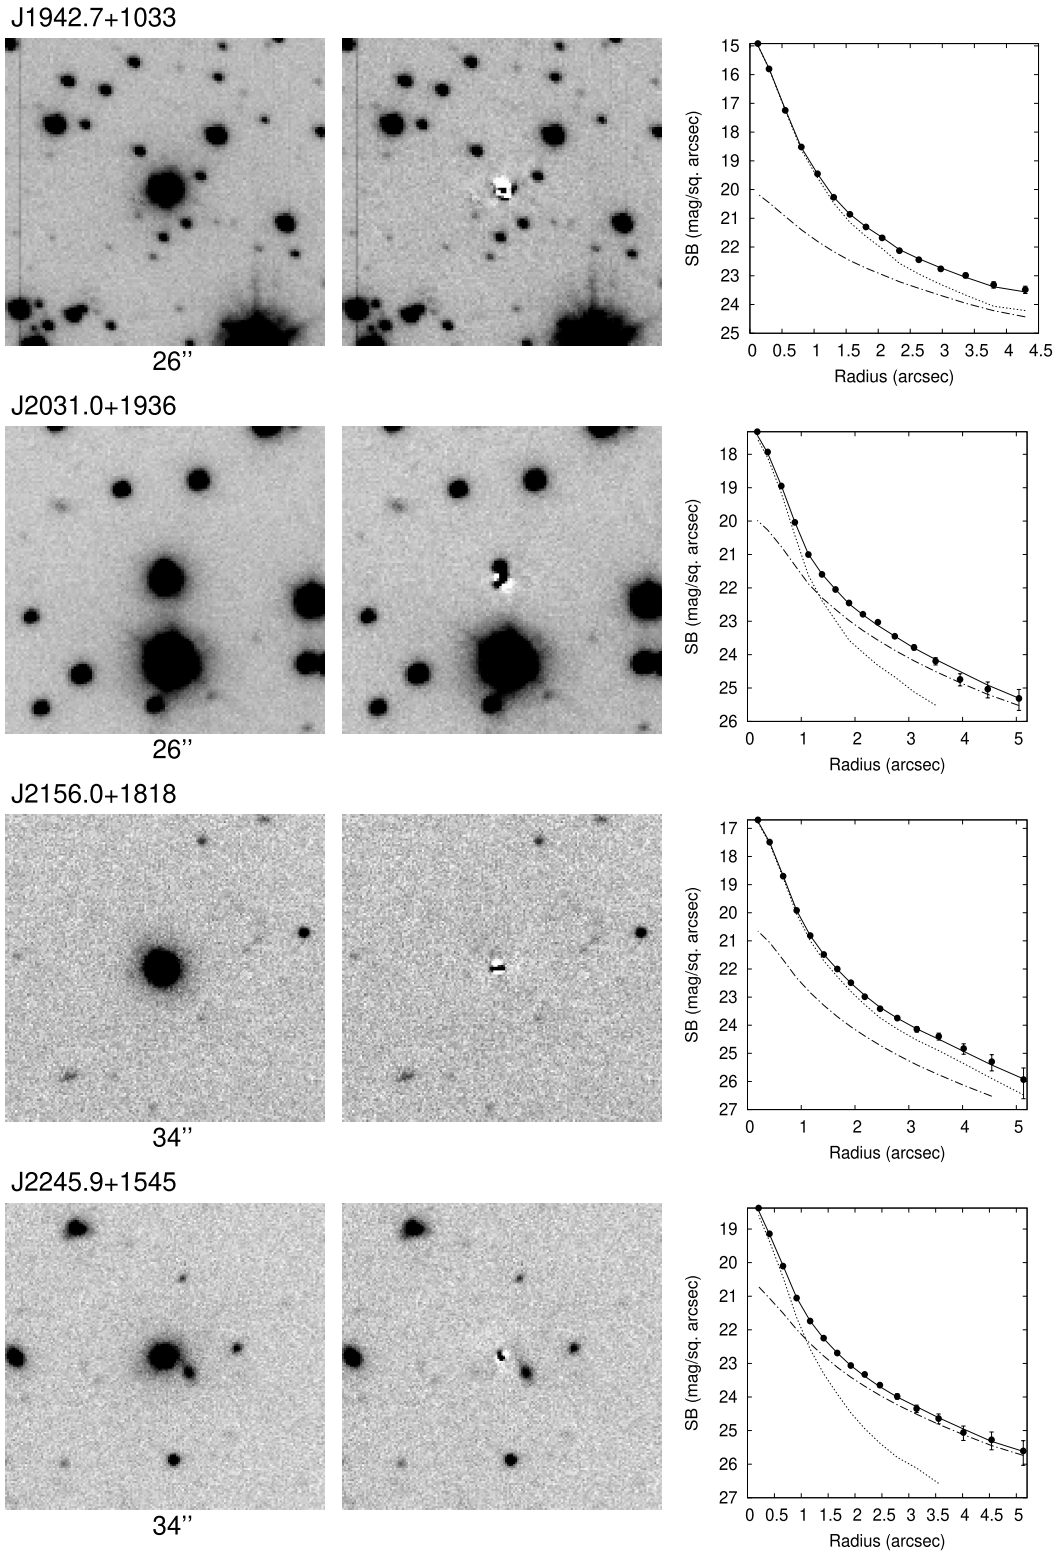 J1942.7+1033
26’’
SB (mag/sq. arcsec)
15
16
17
18
19
20
21
22
23
24
25
0 0.5 1 1.5 2 2.5 3 3.5 4 4.5
Radius (arcsec)
J2031.0+1936
26’’
SB (mag/sq. arcsec)
18
19
20
21
22
23
24
25
26
0 1 2 3 4 5
Radius (arcsec)
J2156.0+1818
34’’
SB (mag/sq. arcsec)
17
18
19
20
21
22
23
24
25
26
27
0 1 2 3 4 5
Radius (arcsec)
J2245.9+1545
34’’
SB (mag/sq. arcsec)
19
20
21
22
23
24
25
26
27
0 0.5 1 1.5 2 2.5 3 3.5 4 4.5 5
Radius (arcsec)